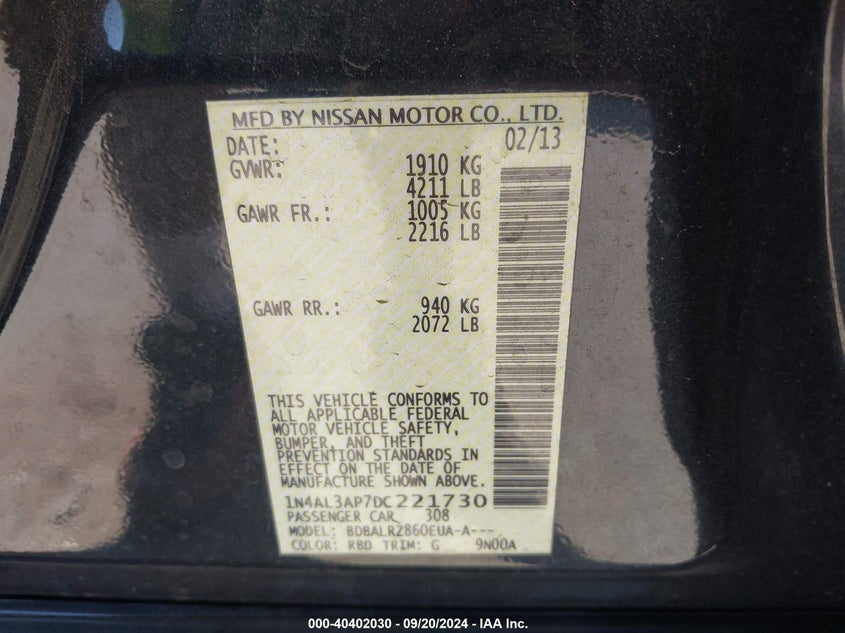 MFD BY NISSAN MOTOR CO., LTD.
DATE: 02/13
GVWR: 1910 KG
4211 LB
GAWR FR.: 1005 KG
2216 LB
GAWR RR.: 940 KG
2072 LB
THIS VEHICLE CONFORMS TO
ALL APPLICABLE FEDERAL
MOTOR VEHICLE SAFETY,
BUMPER, AND THEFT
PREVENTION STANDARDS IN
EFFECT ON THE DATE OF
MANUFACTURE SHOWN ABOVE.
1N4AL3AP7DC221730
PASSENGER CAR 308
MODEL: BDBALR2860EUA-A---
COLOR: RBD TRIM: G 9N00A
000-40402030 - 09/20/2024 - IAA Inc.